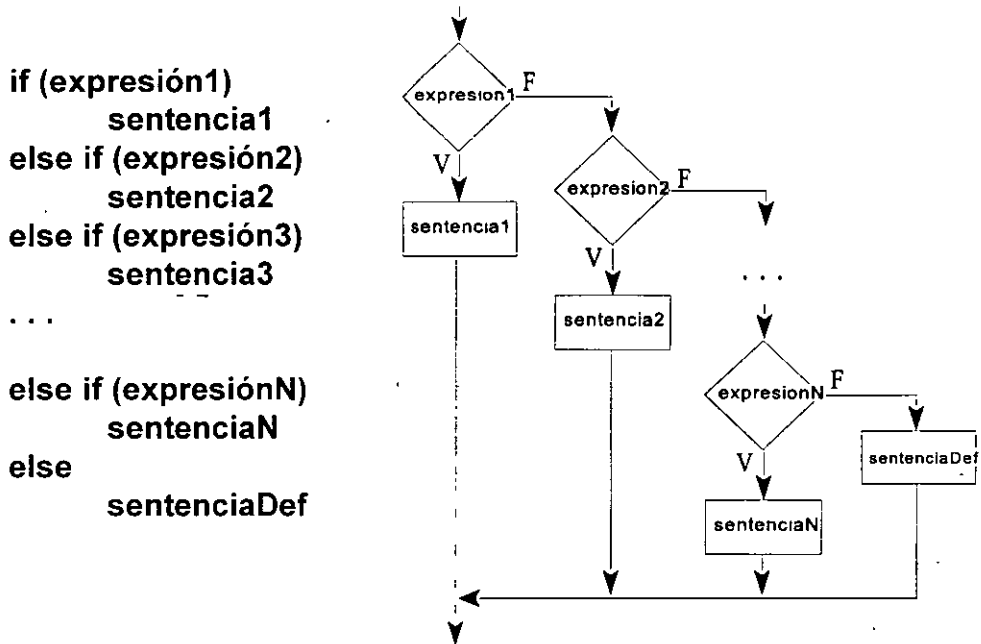 if (expresión1)
sentencia1
else if (expresión2)
sentencia2
else if (expresión3)
sentencia3
. . .
else if (expresiónN)
sentenciaN
else
sentenciaDef
expresion1
F
V
sentencia1
expresion2
F
V
sentencia2
. . .
expresionN
F
V
sentenciaN
sentenciaDef